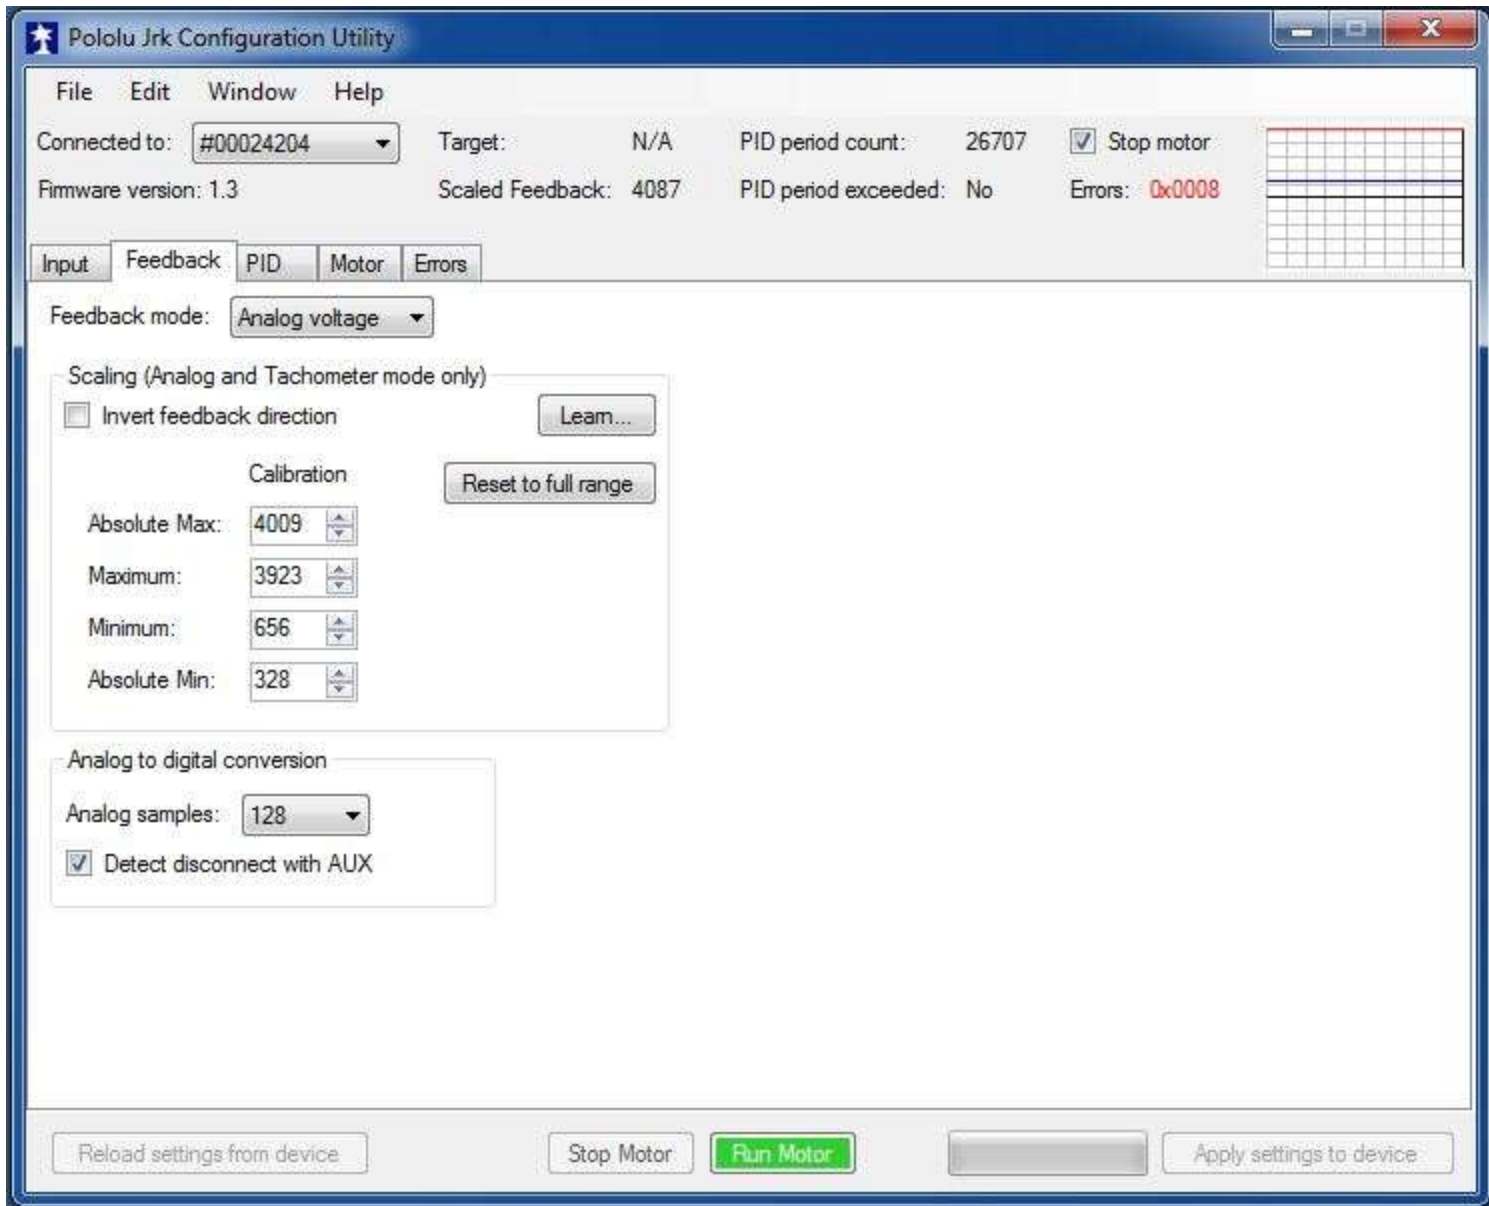 Pololu Jrk Configuration Utility
File Edit Window Help
Connected to: #00024204 Target: N/A PID period count: 26707 Stop motor
Firmware version: 1.3 Scaled Feedback: 4087 PID period exceeded: No Errors: 0x0008
Input Feedback PID Motor Errors
Feedback mode: Analog voltage
Scaling (Analog and Tachometer mode only)
Invert feedback direction Learn...
Calibration Reset to full range
Absolute Max: 4009
Maximum: 3923
Minimum: 656
Absolute Min: 328
Analog to digital conversion
Analog samples: 128
Detect disconnect with AUX
Reload settings from device Stop Motor Run Motor Apply settings to device